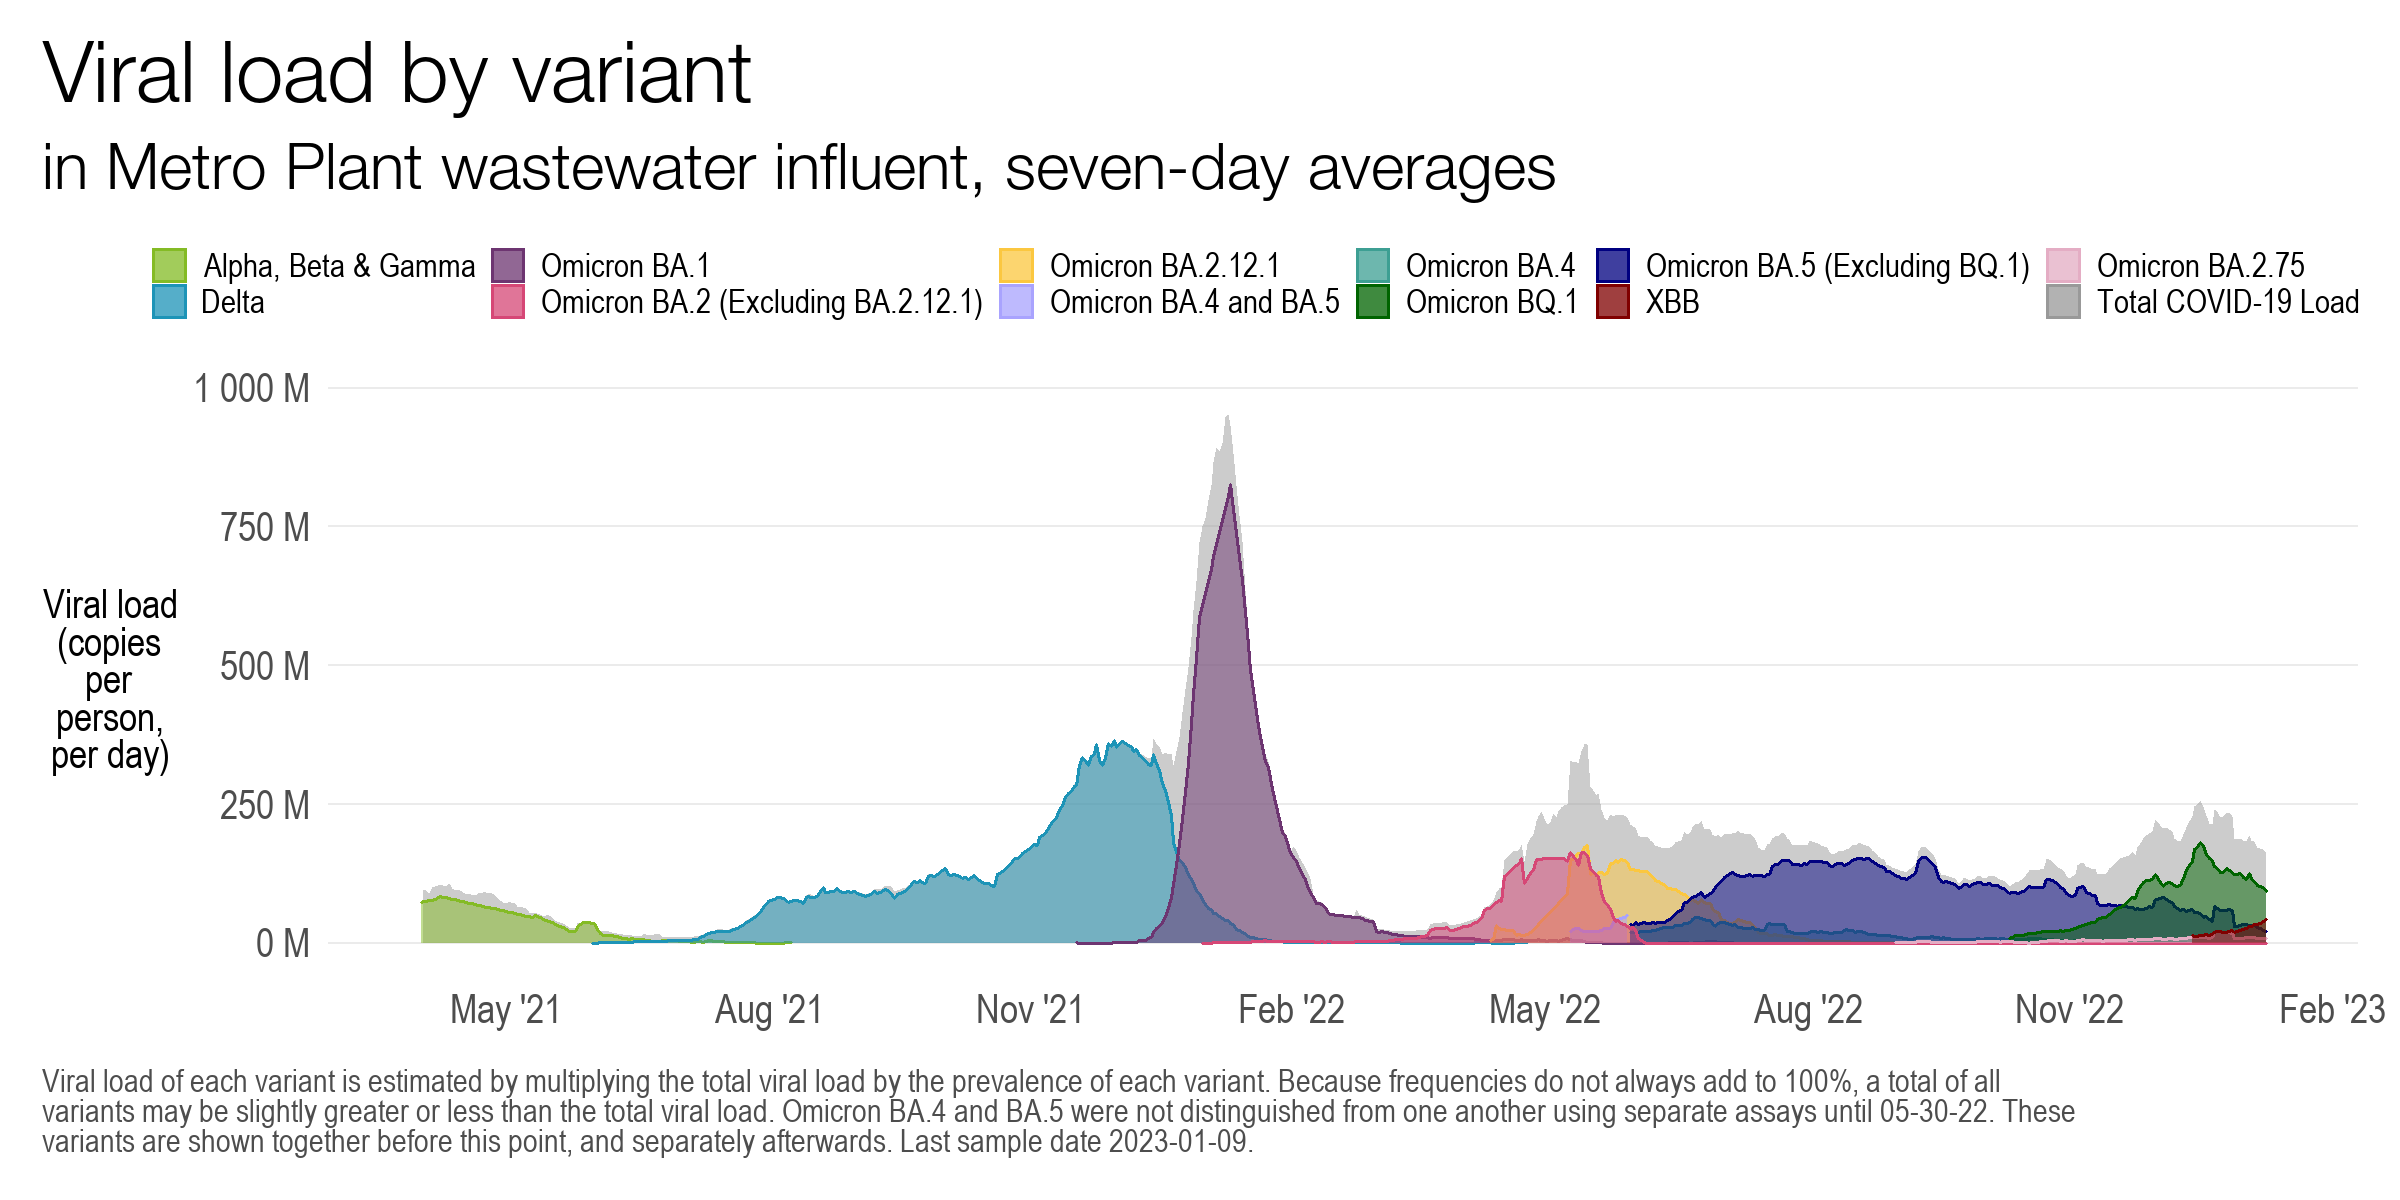 Viral load by variant
in Metro Plant wastewater influent, seven-day averages
Alpha, Beta & Gamma
Delta
Omicron BA.1
Omicron BA.2 (Excluding BA.2.12.1)
Omicron BA.2.12.1
Omicron BA.4 and BA.5
Omicron BA.4
Omicron BQ.1
Omicron BA.5 (Excluding BQ.1)
XBB
Omicron BA.2.75
Total COVID-19 Load
Viral load
(copies
per
person,
per day)
1 000 M
750 M
500 M
250 M
0 M
May '21
Aug '21
Nov '21
Feb '22
May '22
Aug '22
Nov '22
Feb '23
Viral load of each variant is estimated by multiplying the total viral load by the prevalence of each variant. Because frequencies do not always add to 100%, a total of all
variants may be slightly greater or less than the total viral load. Omicron BA.4 and BA.5 were not distinguished from one another using separate assays until 05-30-22. These
variants are shown together before this point, and separately afterwards. Last sample date 2023-01-09.